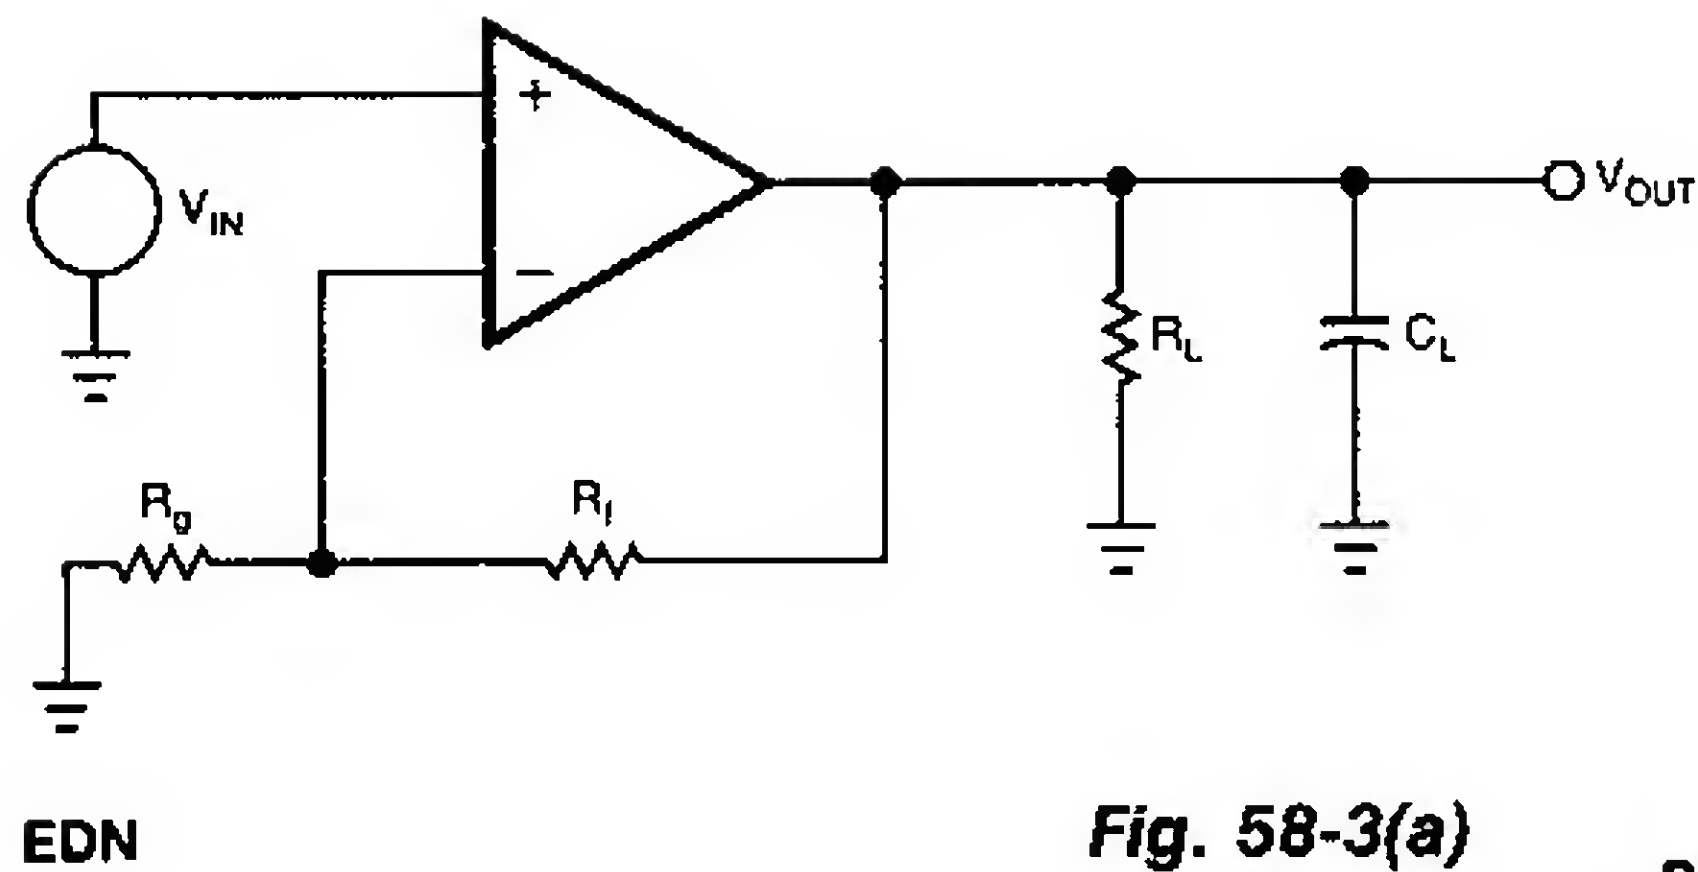 +
V_IN
−
V_OUT
R_L
C_L
R_g
R_f
EDN
Fig. 58-3(a)